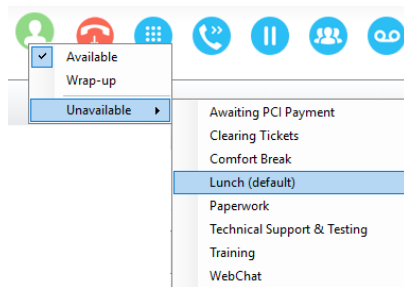 Available
Wrap-up
Unavailable
Awaiting PCI Payment
Clearing Tickets
Comfort Break
Lunch (default)
Paperwork
Technical Support & Testing
Training
WebChat